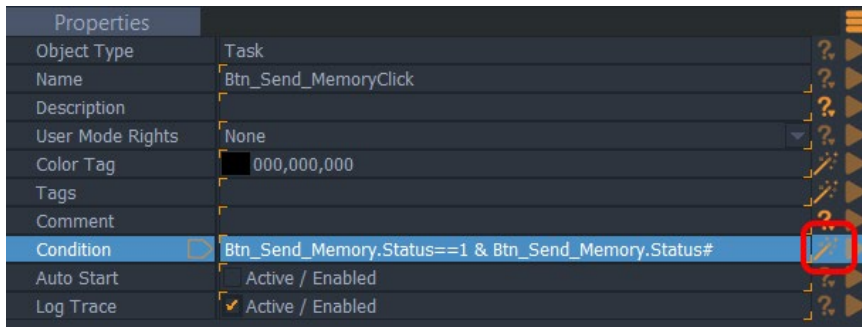 Properties
Object Type Task
Name Btn_Send_MemoryClick
Description
User Mode Rights None
Color Tag 000,000,000
Tags
Comment
Condition Btn_Send_Memory.Status==1 & Btn_Send_Memory.Status#
Auto Start Active / Enabled
Log Trace Active / Enabled